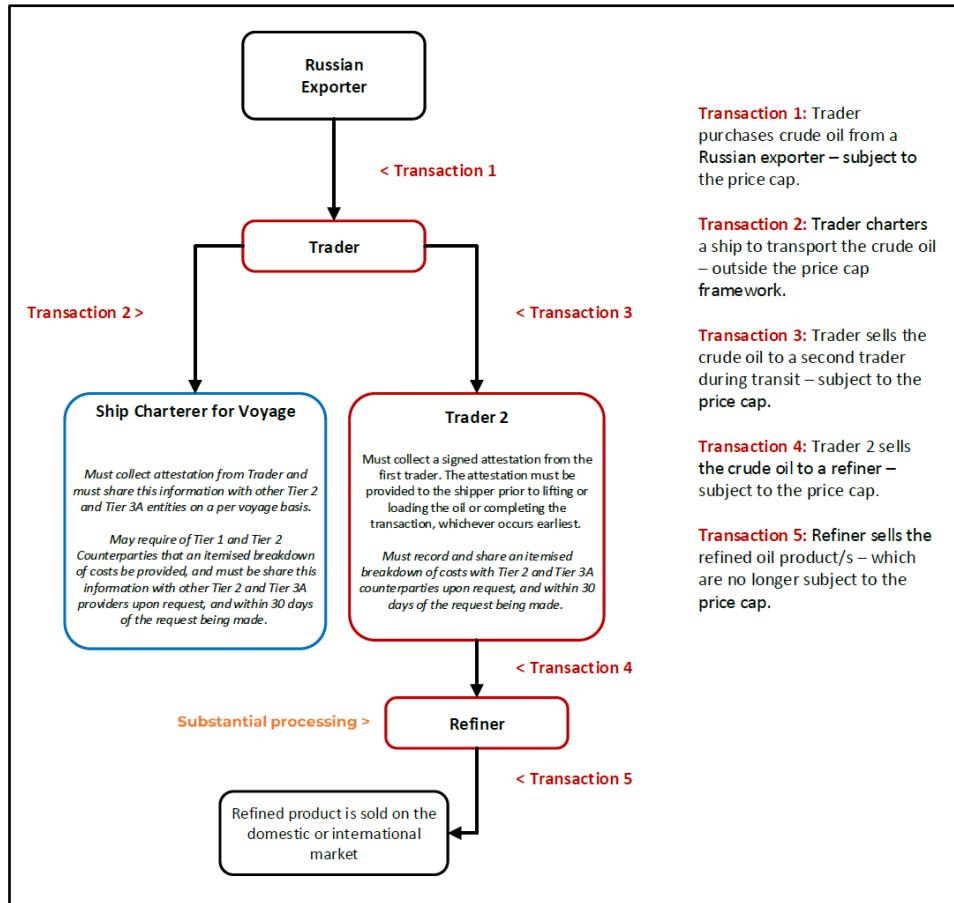 Russian
Exporter
< Transaction 1
Trader
Transaction 2 >
< Transaction 3
Ship Charterer for Voyage
Must collect attestation from Trader and
must share this information with other Tier 2
and Tier 3A entities on a per voyage basis.
May require of Tier 1 and Tier 2
Counterparties that an itemised breakdown
of costs be provided, and must be share this
information with other Tier 2 and Tier 3A
providers upon request, and within 30 days
of the request being made.
Trader 2
Must collect a signed attestation from the
first trader. The attestation must be
provided to the shipper prior to lifting or
loading the oil or completing the
transaction, whichever occurs earliest.
Must record and share an itemised
breakdown of costs with Tier 2 and Tier 3A
counterparties upon request, and within 30
days of the request being made.
< Transaction 4
Substantial processing >
Refiner
< Transaction 5
Refined product is sold on the
domestic or international
market
Transaction 1: Trader
purchases crude oil from a
Russian exporter – subject to
the price cap.
Transaction 2: Trader charters
a ship to transport the crude oil
– outside the price cap
framework.
Transaction 3: Trader sells the
crude oil to a second trader
during transit – subject to the
price cap.
Transaction 4: Trader 2 sells
the crude oil to a refiner –
subject to the price cap.
Transaction 5: Refiner sells the
refined oil product/s – which
are no longer subject to the
price cap.